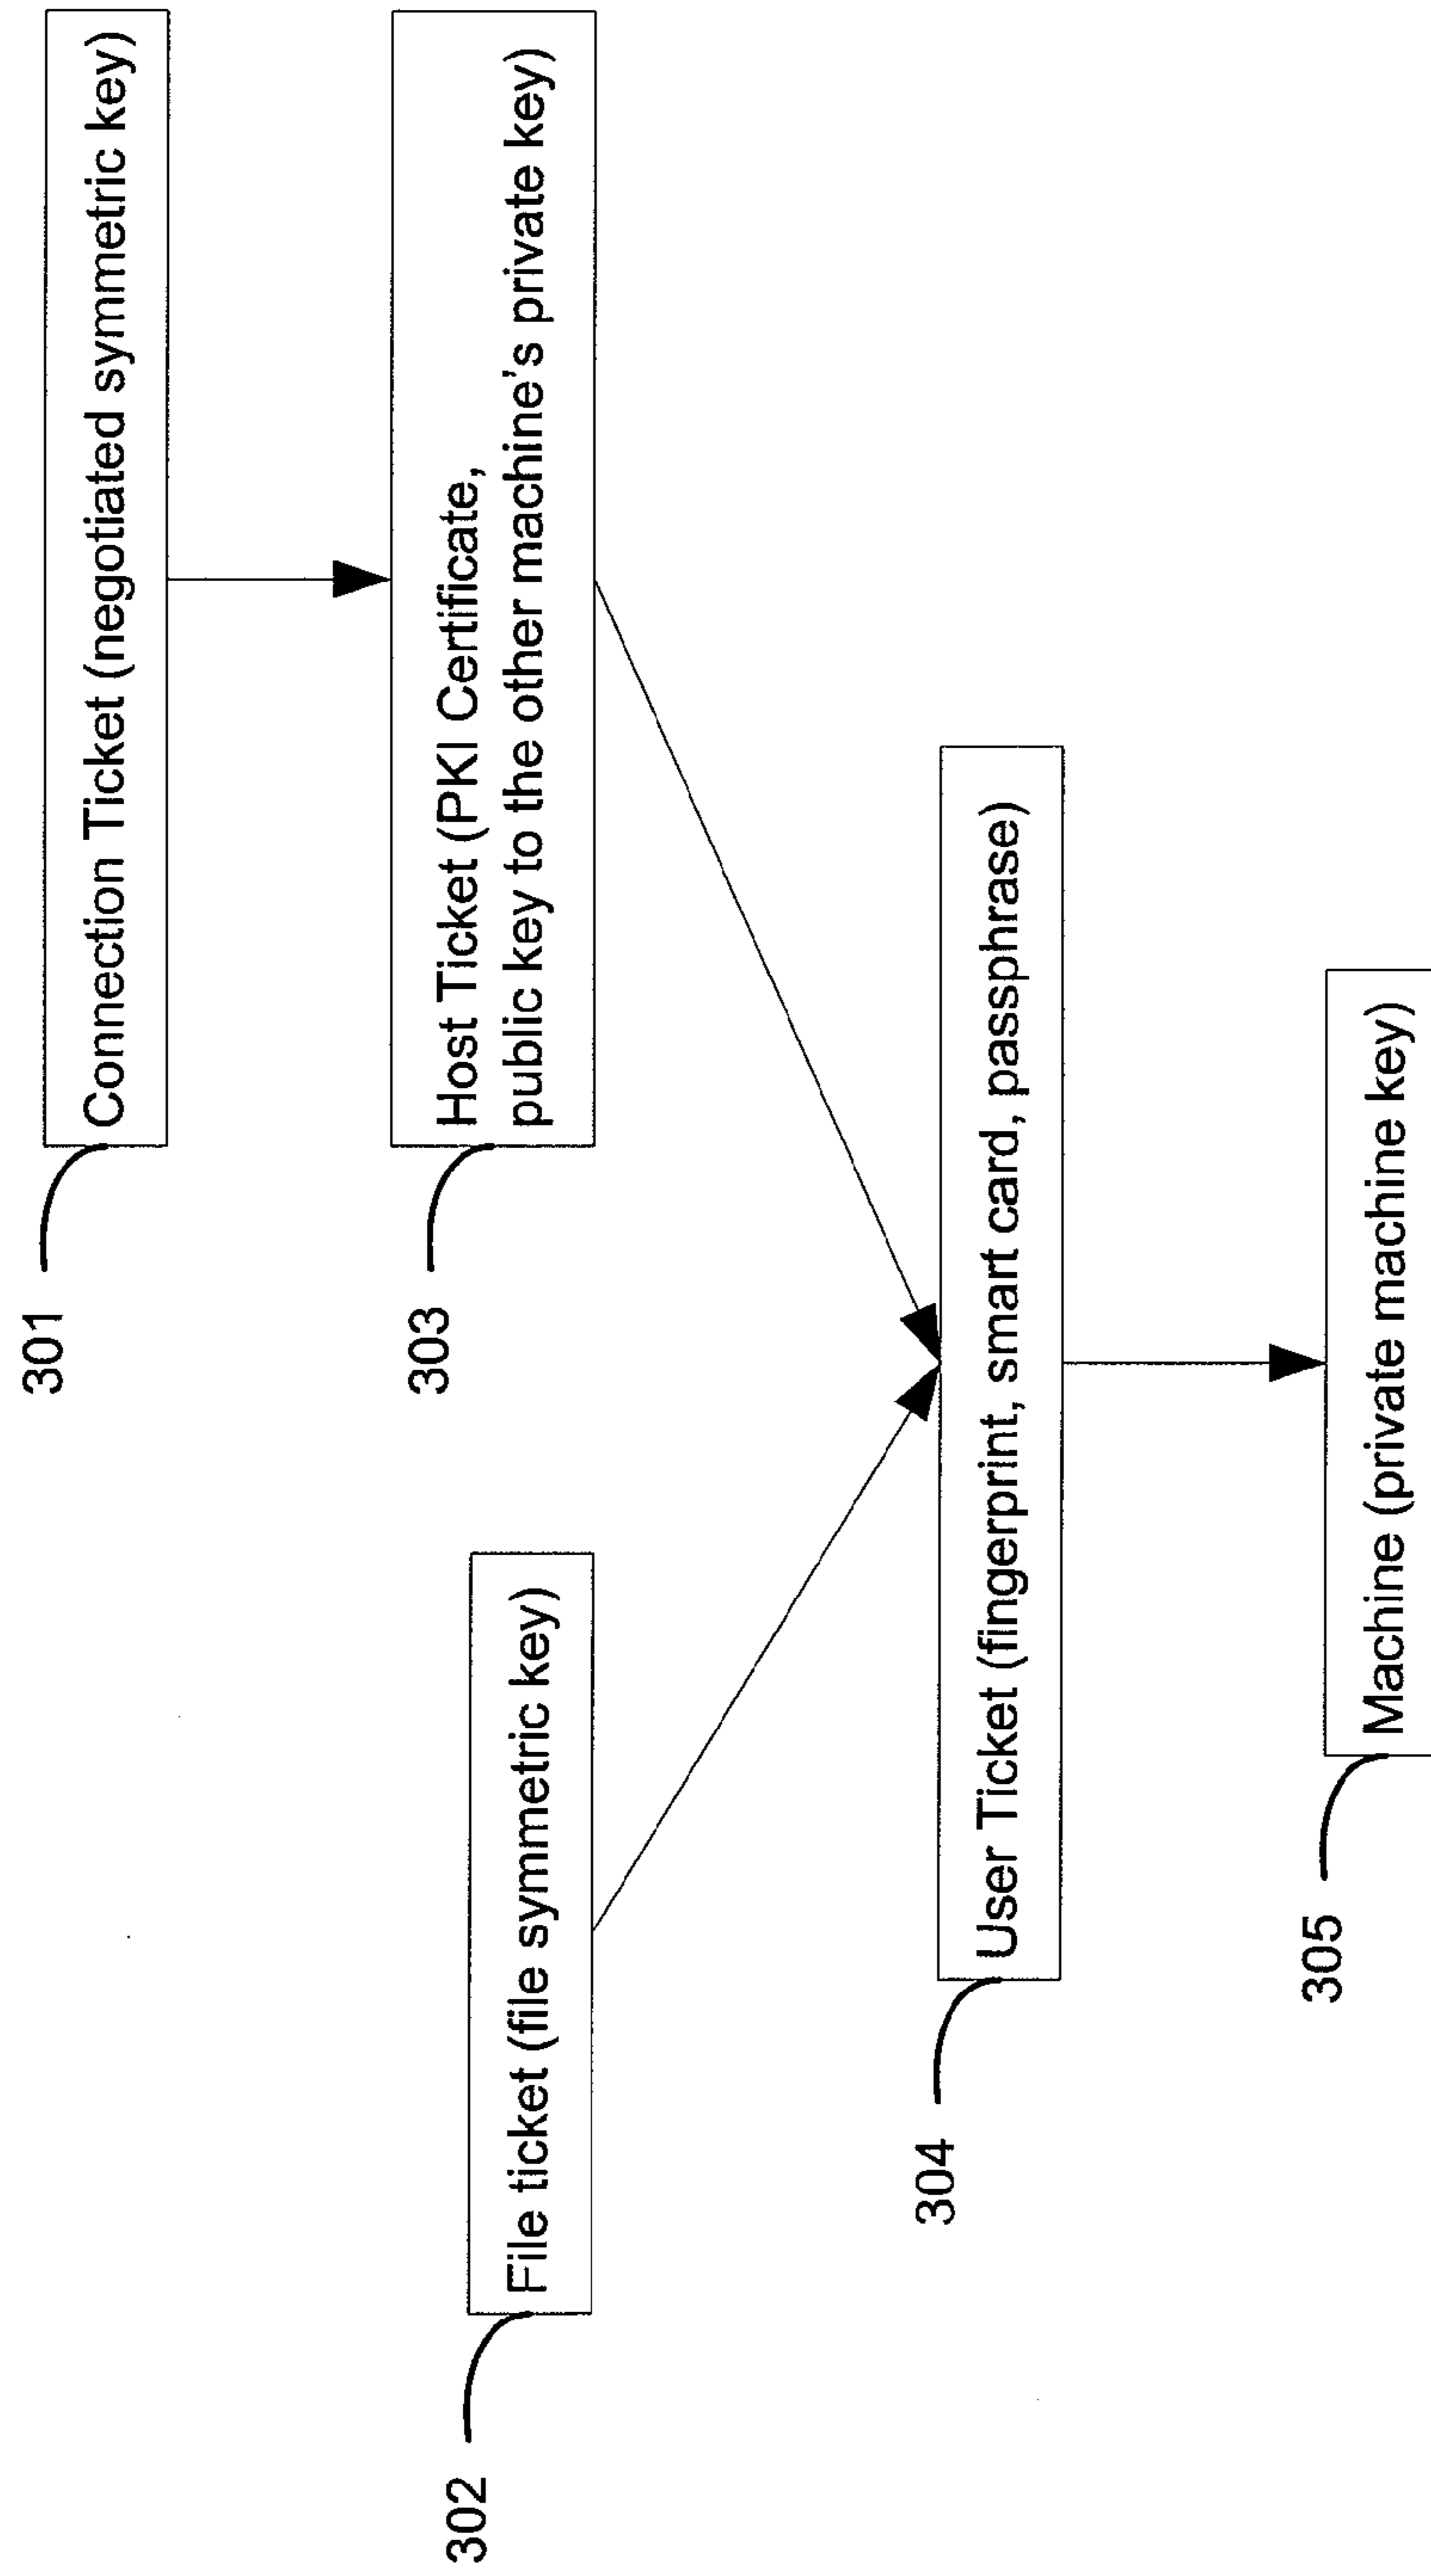 301
Connection Ticket (negotiated symmetric key)
302
File ticket (file symmetric key)
303
Host Ticket (PKI Certificate,
public key to the other machine's private key)
304
User Ticket (fingerprint, smart card, passphrase)
305
Machine (private machine key)